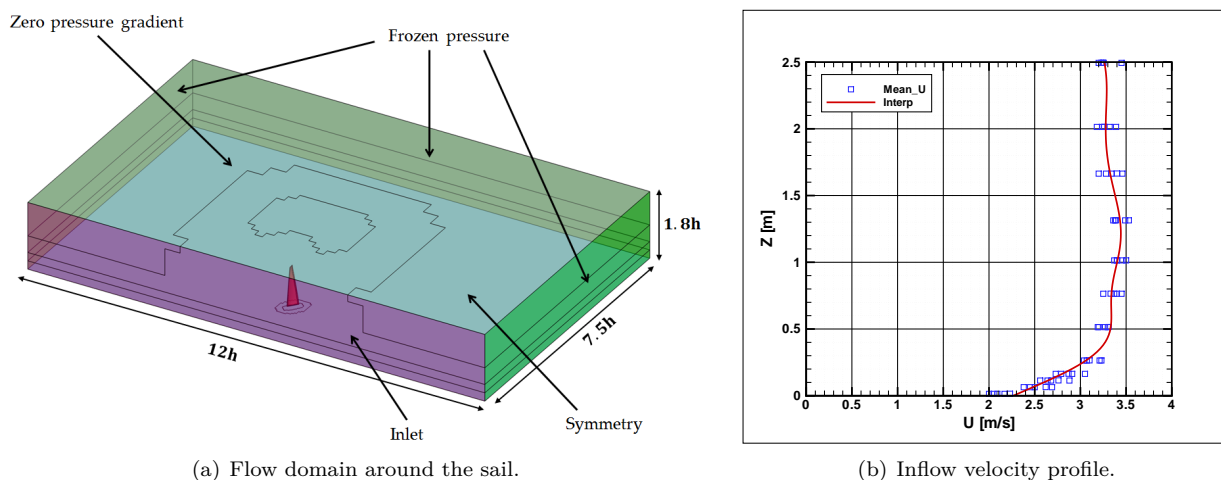 Zero pressure gradient
Frozen pressure
1.8h
7.5h
12h
Symmetry
Inlet
(a) Flow domain around the sail.
2.5
2
1.5
1
0.5
0
Z [m]
Mean_U
Interp
0 0.5 1 1.5 2 2.5 3 3.5 4
U [m/s]
(b) Inflow velocity profile.